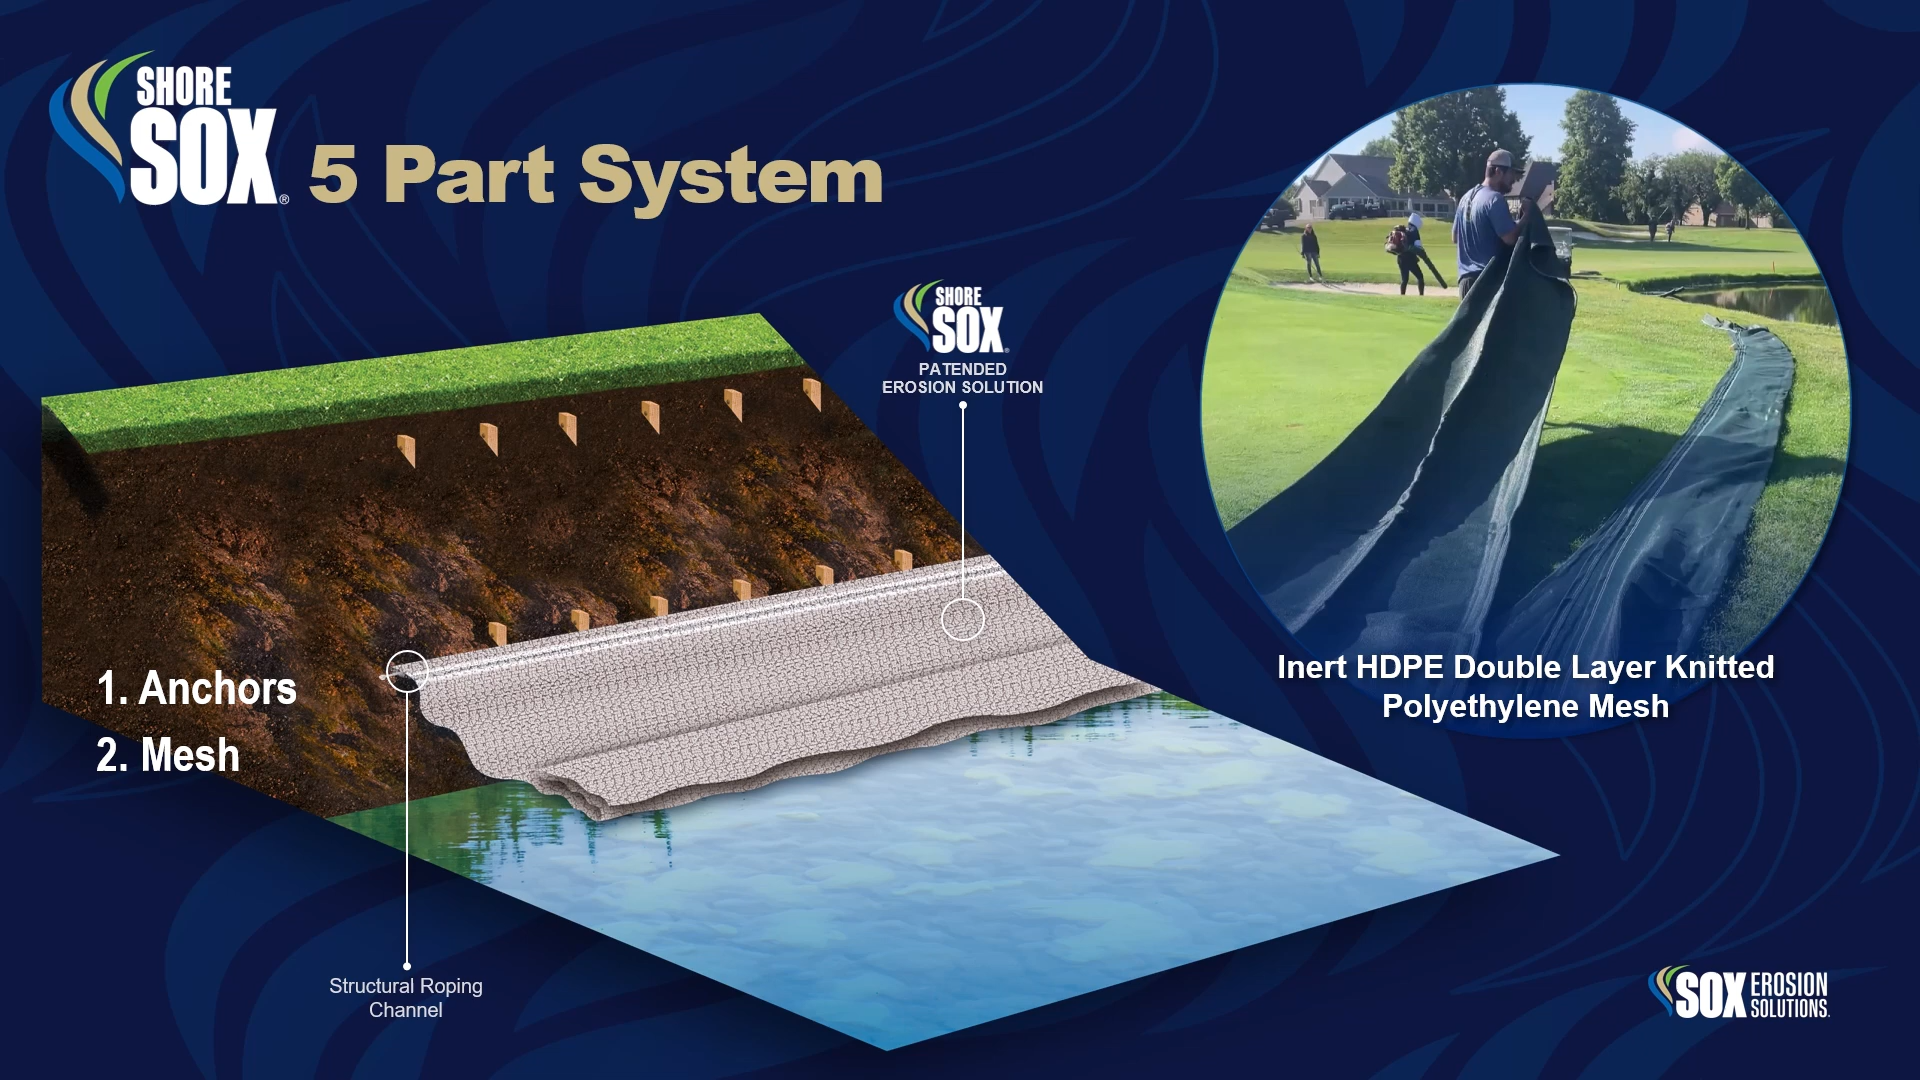 SHORE
SOX® 5 Part System
SHORE
SOX®
PATENDED
EROSION SOLUTION
1. Anchors
2. Mesh
Inert HDPE Double Layer Knitted
Polyethylene Mesh
Structural Roping
Channel
SOX EROSION
SOLUTIONS